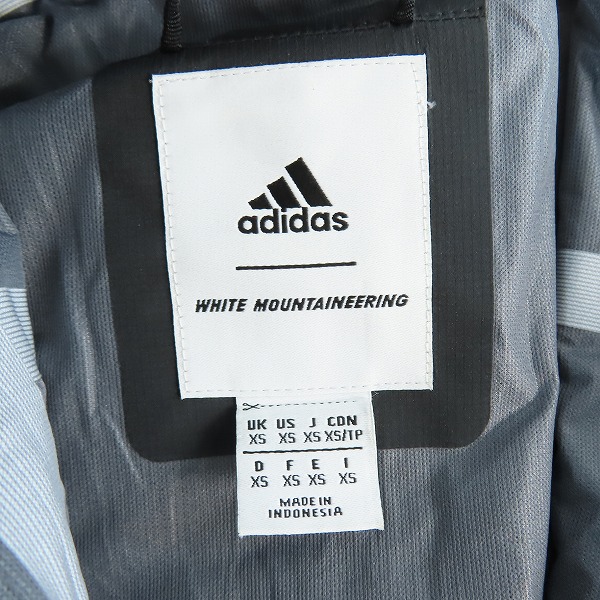 adidas
WHITE MOUNTAINEERING
UK US J CDN
XS XS XS XS/TP
D F E I
XS XS XS XS
MADE IN
INDONESIA